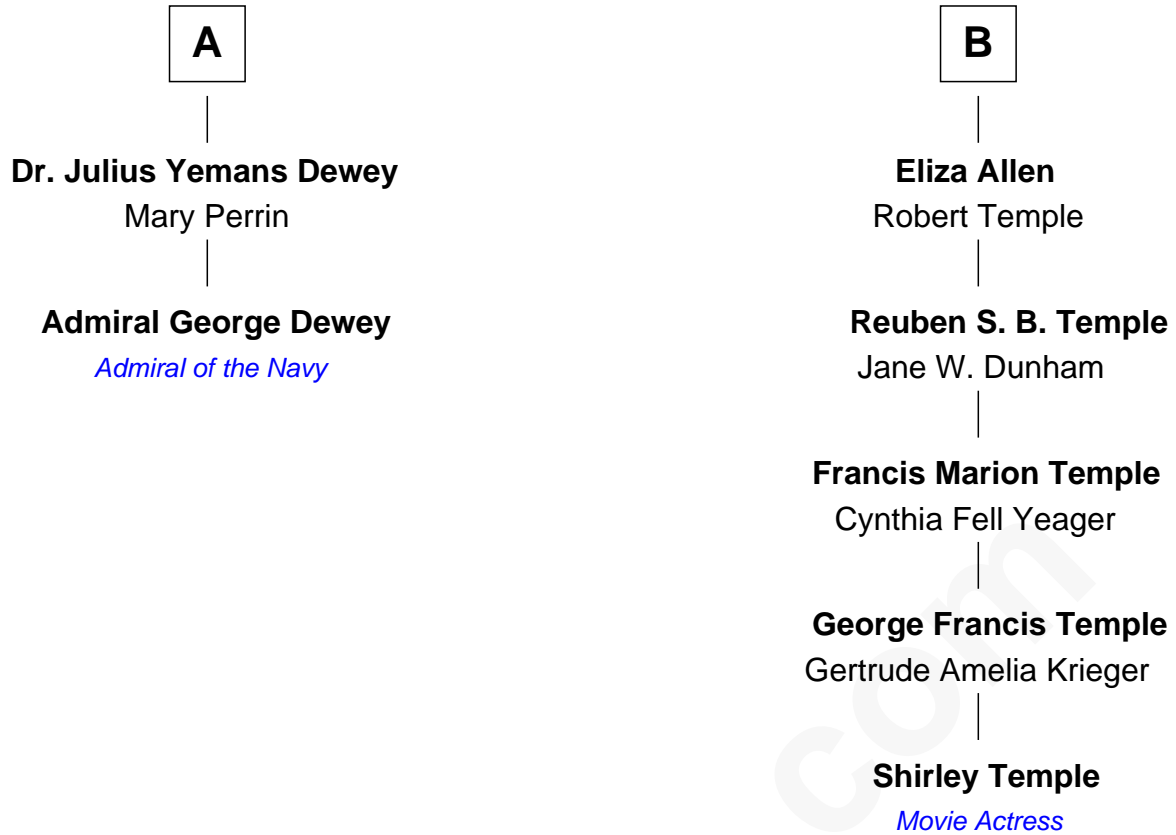 A
Dr. Julius Yemans Dewey
Mary Perrin
Admiral George Dewey
Admiral of the Navy
B
Eliza Allen
Robert Temple
Reuben S. B. Temple
Jane W. Dunham
Francis Marion Temple
Cynthia Fell Yeager
George Francis Temple
Gertrude Amelia Krieger
Shirley Temple
Movie Actress
com